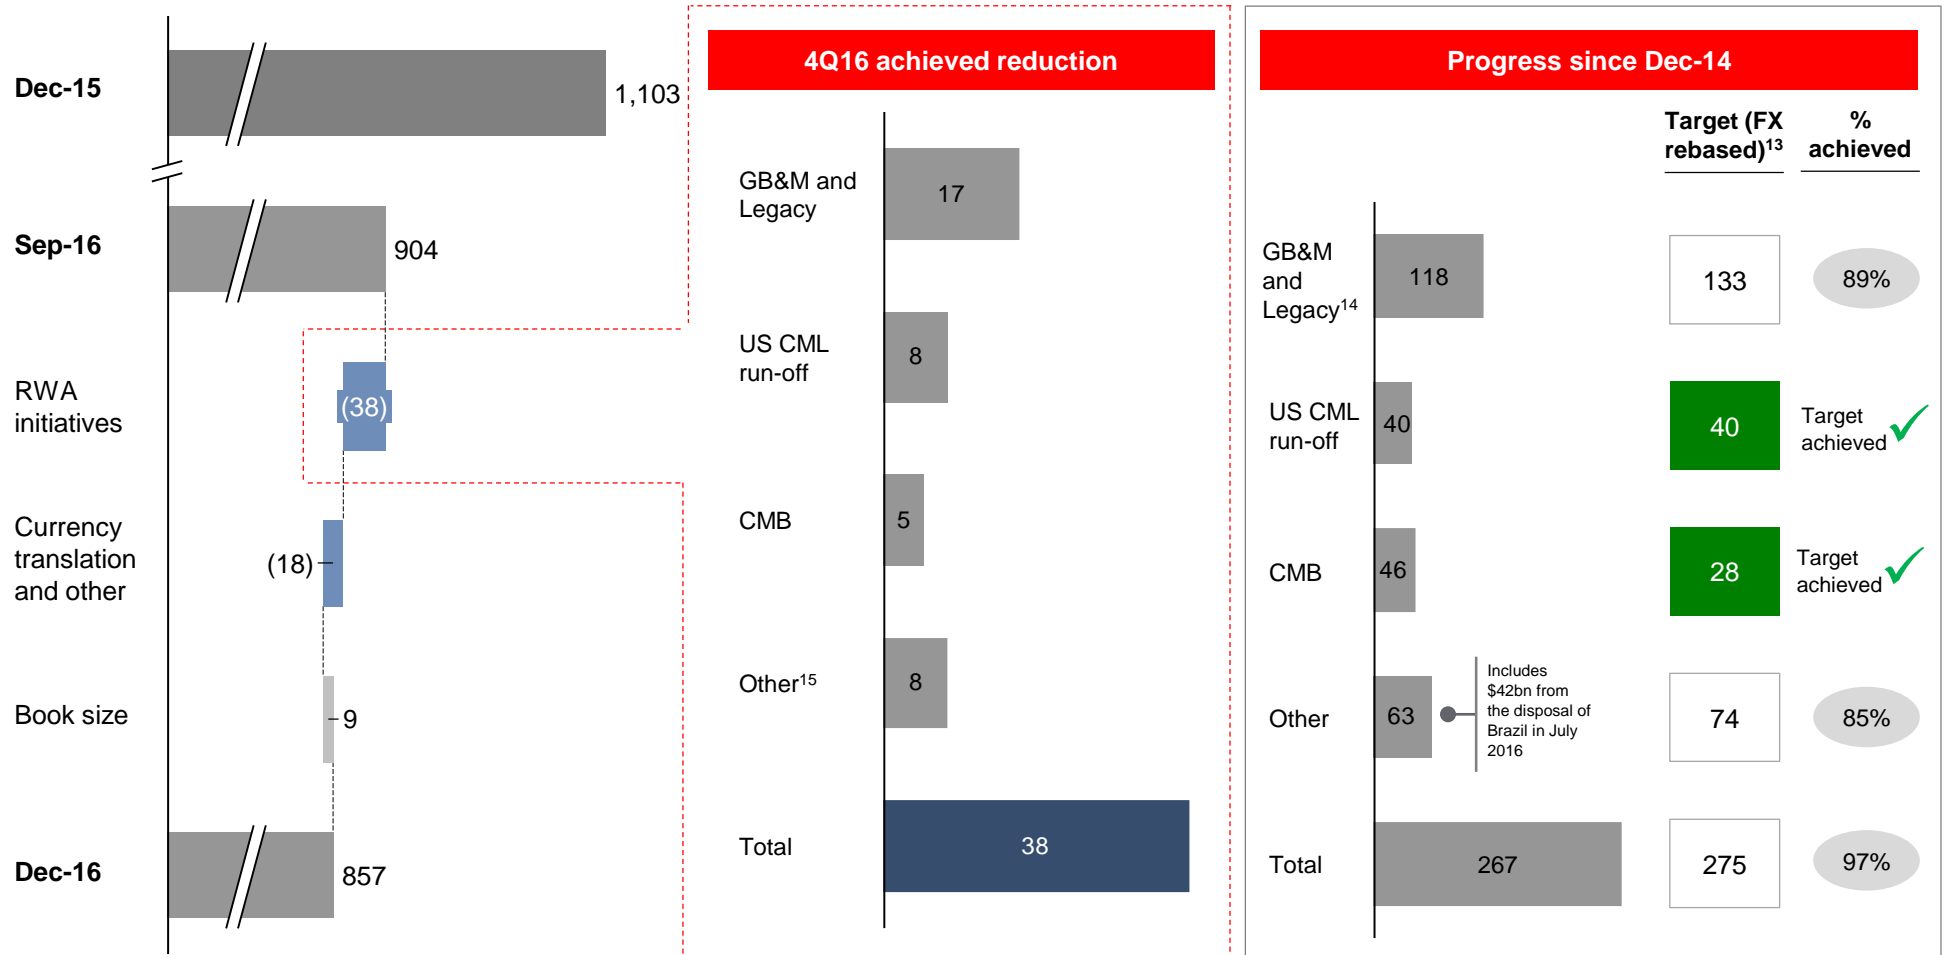 Dec-15
1,103
Sep-16
904
RWA
initiatives
(38)
Currency
translation
and other
(18)
Book size
9
Dec-16
857
4Q16 achieved reduction
GB&M and
Legacy
17
US CML
run-off
8
CMB
5
Other15
8
Total
38
Progress since Dec-14
Target (FX
rebased)13
%
achieved
GB&M
and
Legacy14
118
133
89%
US CML
run-off
40
40
Target
achieved
CMB
46
28
Target
achieved
Other
63
Includes
$42bn from
the disposal of
Brazil in July
2016
74
85%
Total
267
275
97%